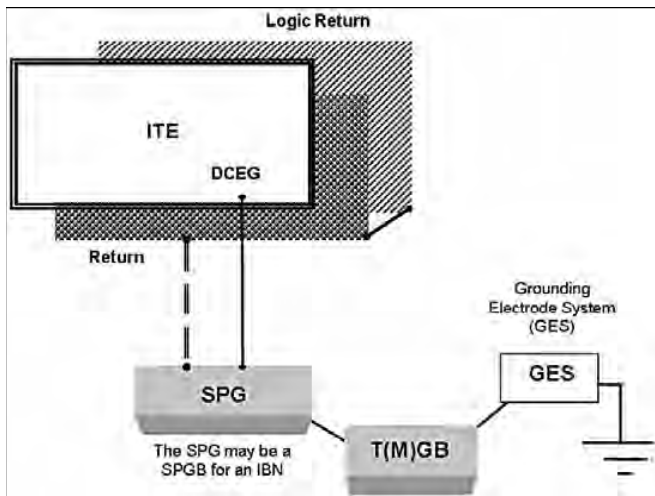 Logic Return
ITE
DCEG
Return
Grounding
Electrode System
(GES)
GES
SPG
The SPG may be a
SPGB for an IBN
T(M)GB